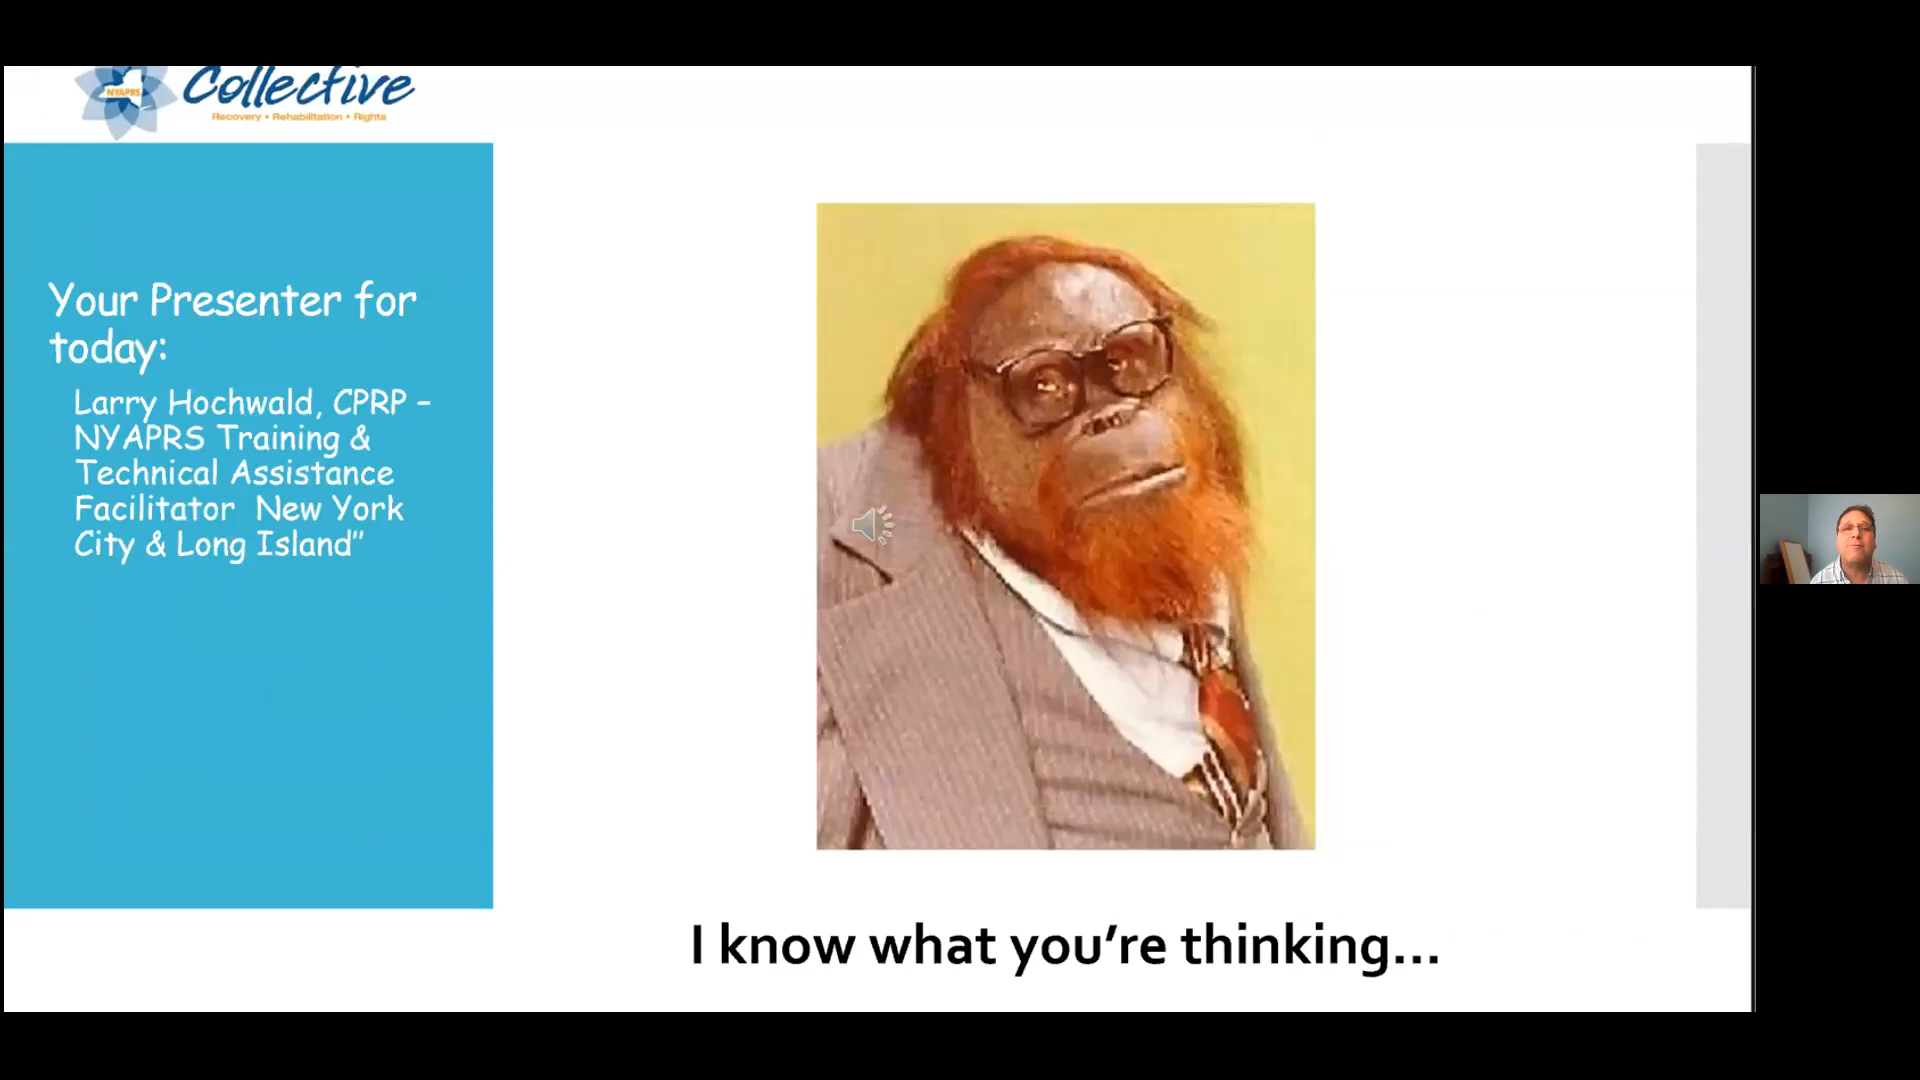 NYAPRS
Collective
Recovery • Rehabilitation • Rights
Your Presenter for
today:
Larry Hochwald, CPRP –
NYAPRS Training &
Technical Assistance
Facilitator  New York
City & Long Island”
I know what you’re thinking…